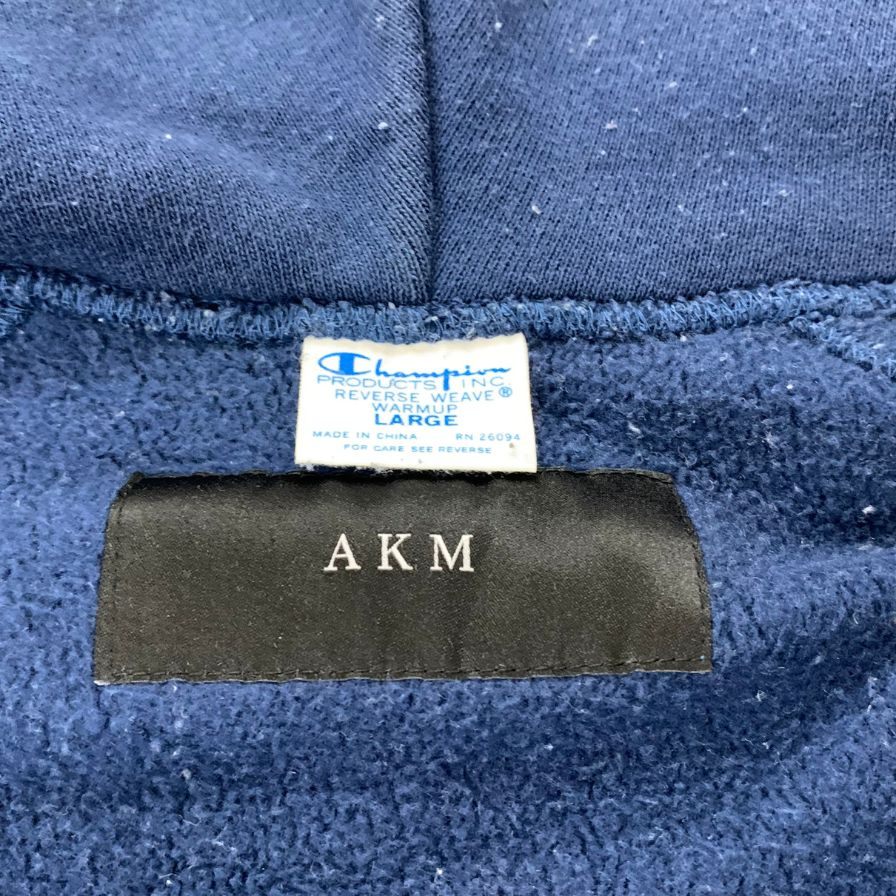 Champion
PRODUCTS INC.
REVERSE WEAVE®
WARMUP
LARGE
MADE IN CHINA RN 26094
FOR CARE SEE REVERSE
AKM